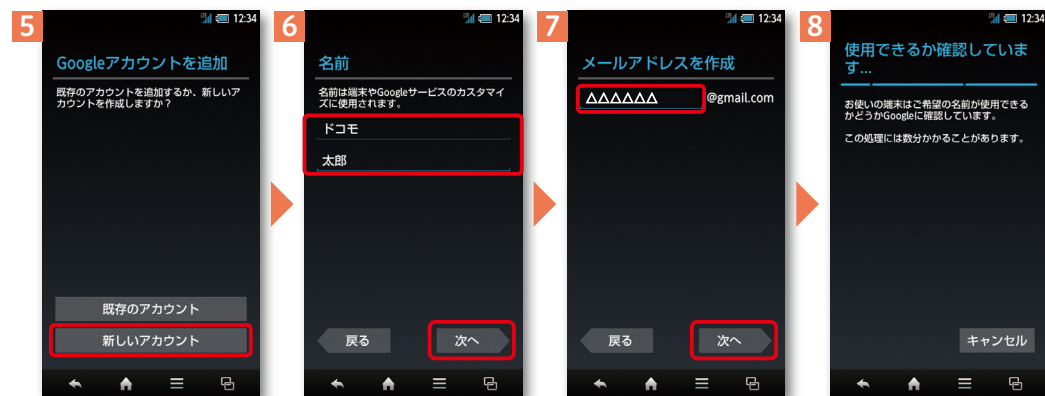 5
12:34
Googleアカウントを追加
既存のアカウントを追加するか、新しいア
カウントを作成しますか？
既存のアカウント
新しいアカウント
6
12:34
名前
名前は端末やGoogleサービスのカスタマイ
ズに使用されます。
ドコモ
太郎
戻る
次へ
7
12:34
メールアドレスを作成
△△△△△△ @gmail.com
戻る
次へ
8
12:34
使用できるか確認していま
す...
お使いの端末はご希望の名前が使用できる
かどうかGoogleに確認しています。
この処理には数分かかることがあります。
キャンセル